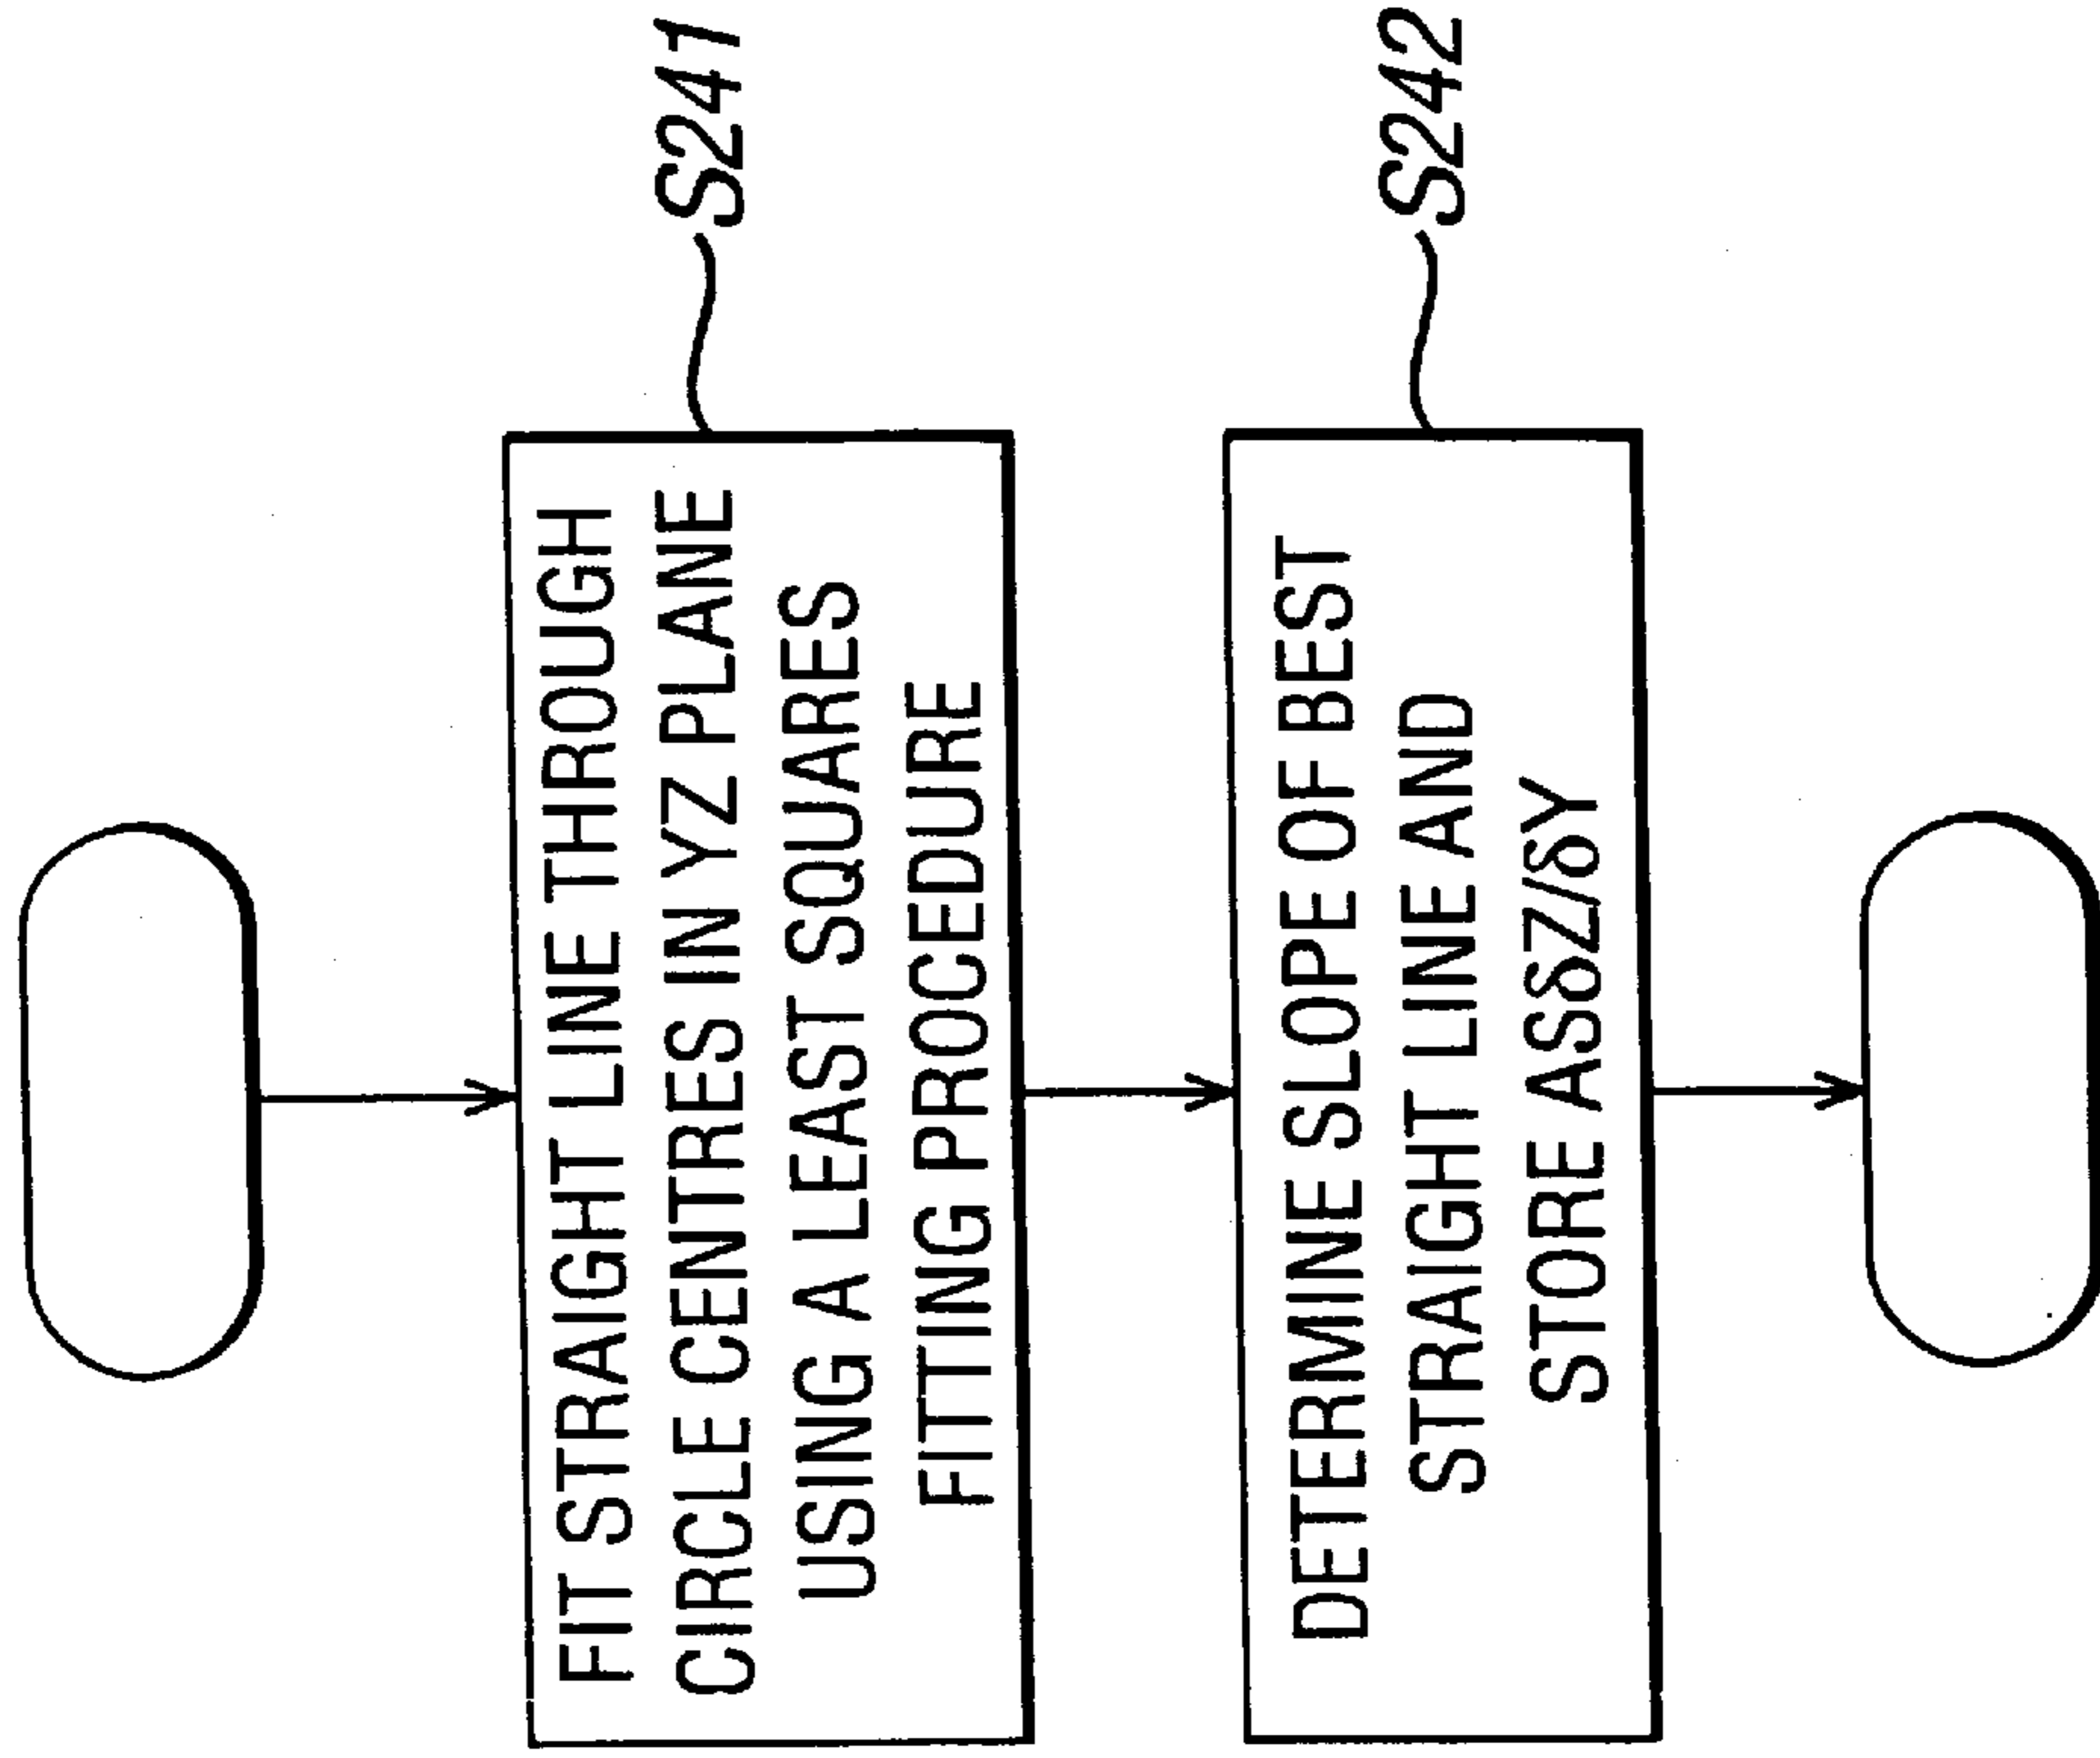 FIT STRAIGHT LINE THROUGH
CIRCLE CENTRES IN YZ PLANE
USING A LEAST SQUARES
FITTING PROCEDURE
S241
DETERMINE SLOPE OF BEST
STRAIGHT LINE AND
STORE ASδZ/δY
S242